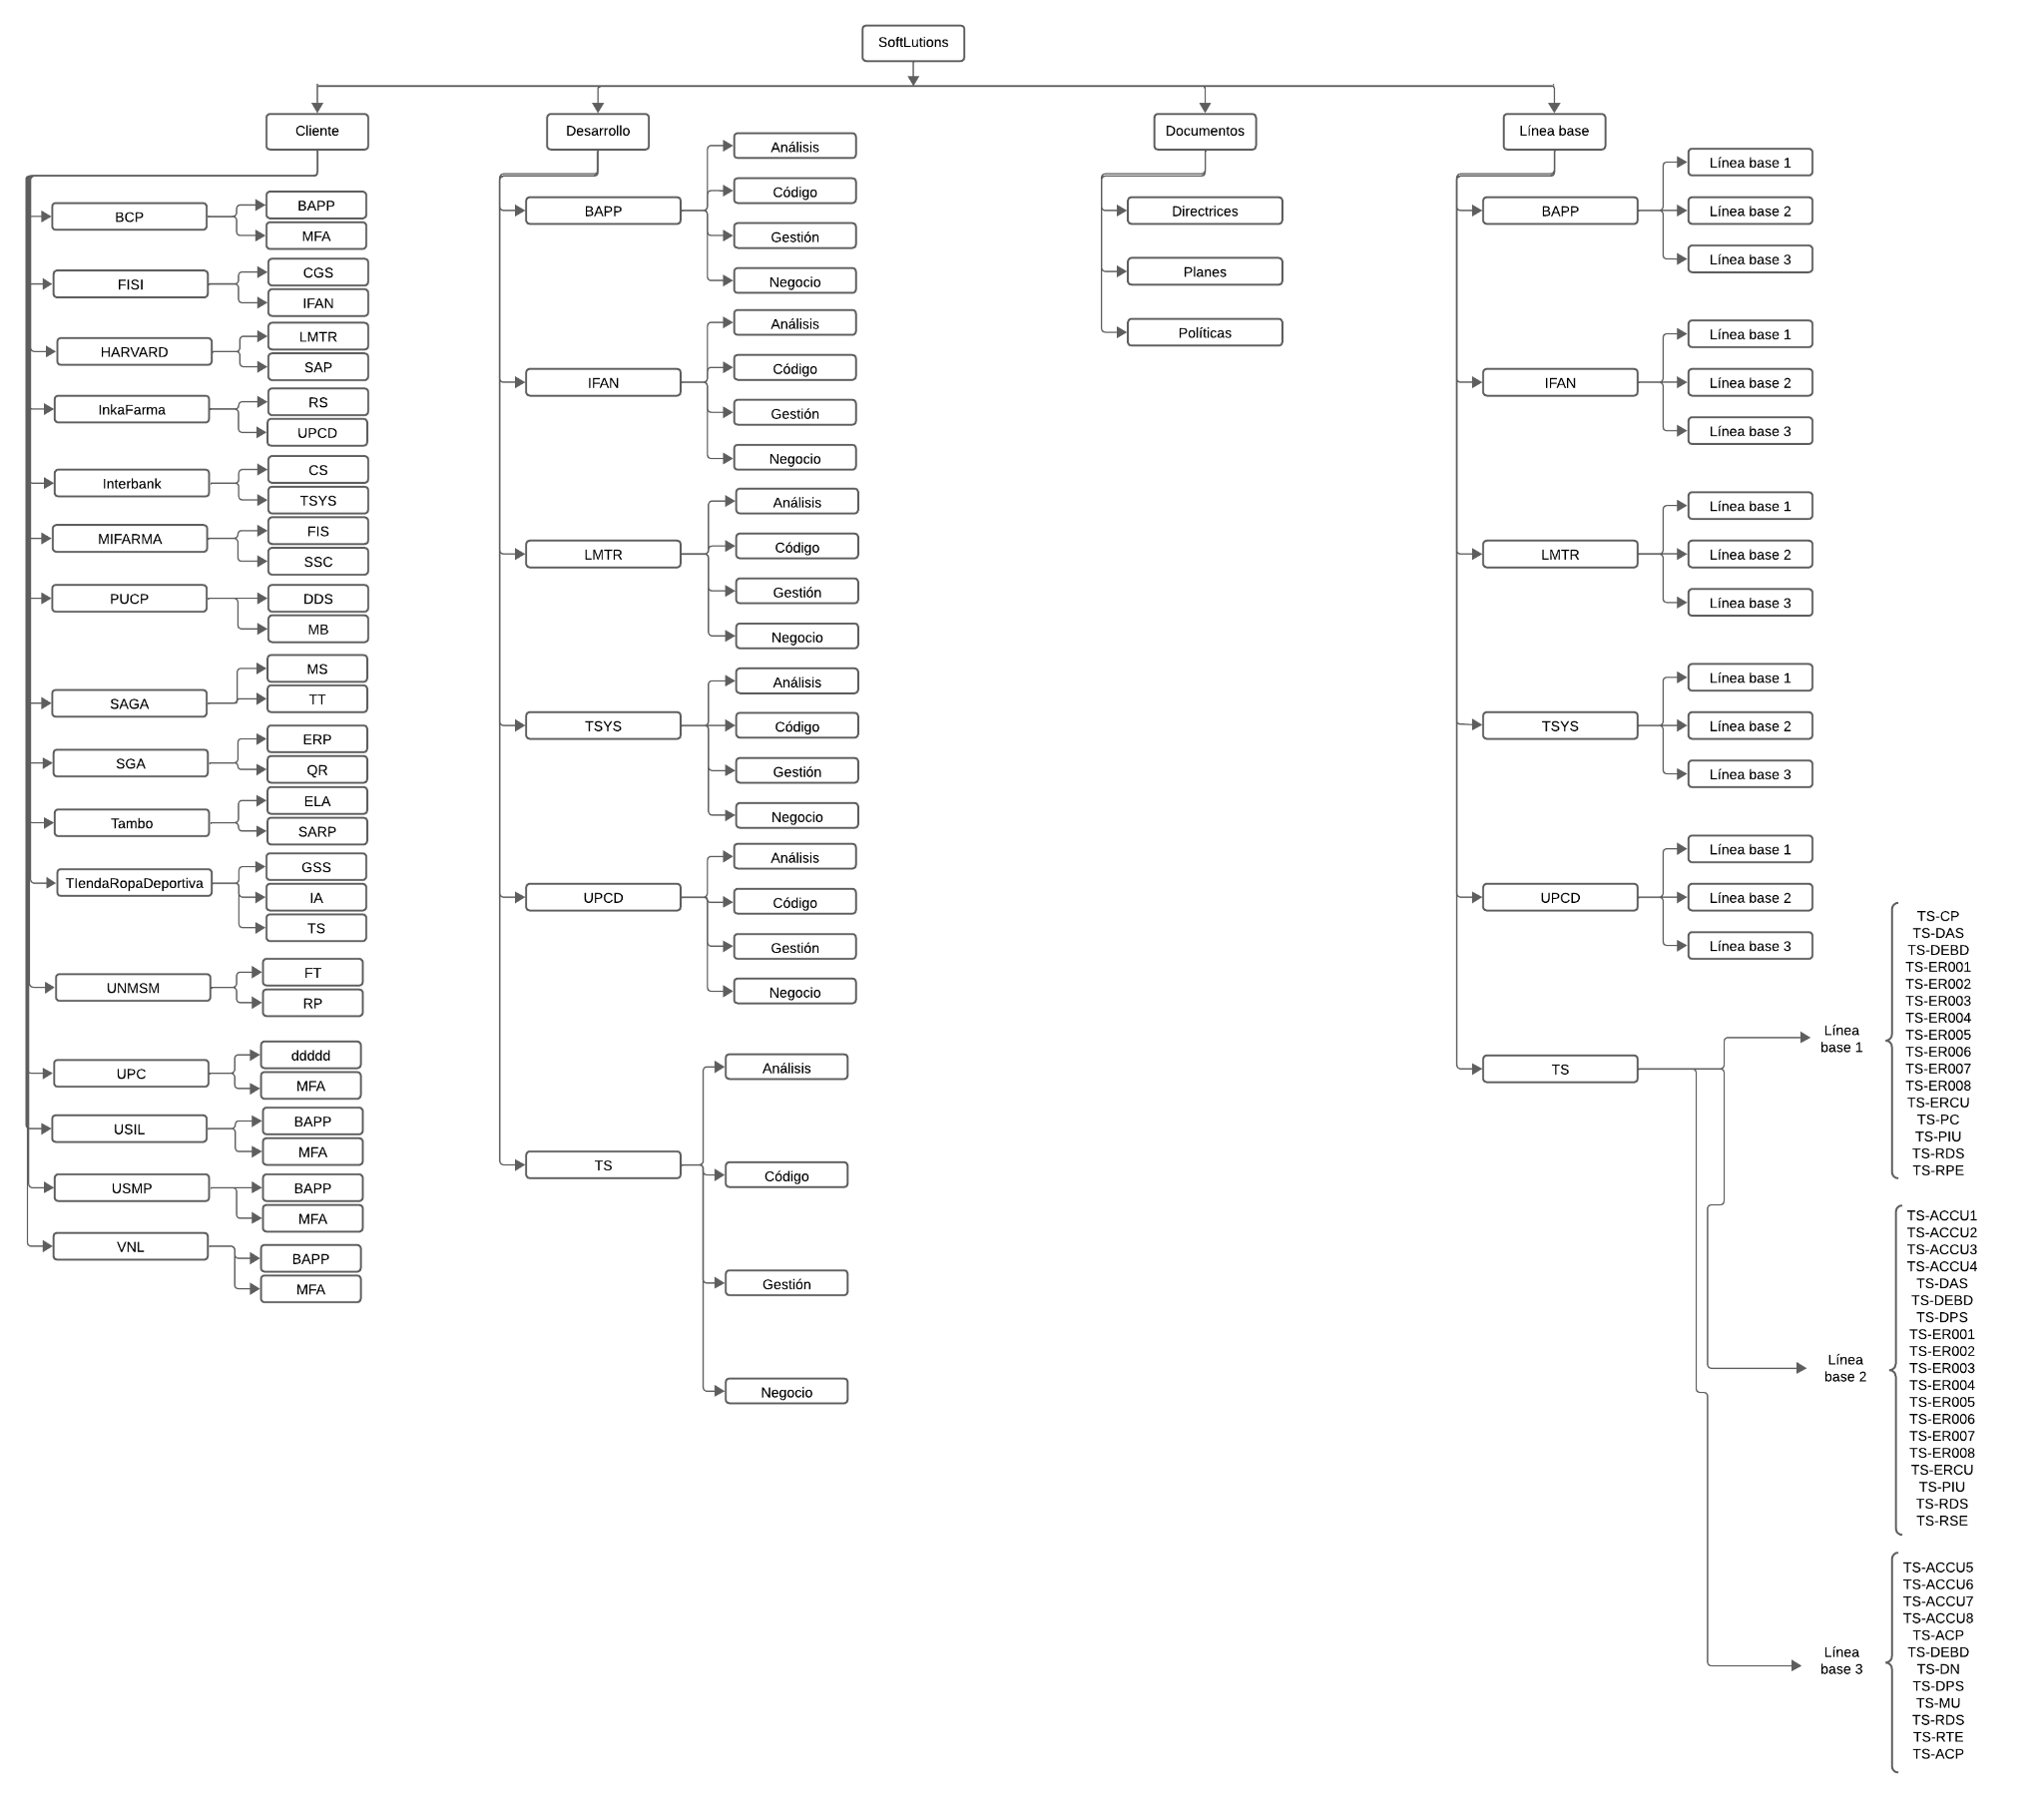 SoftLutions
Cliente
BCP
BAPP
MFA
FISI
CGS
IFAN
HARVARD
LMTR
SAP
InkaFarma
RS
UPCD
Interbank
CS
TSYS
MIFARMA
FIS
SSC
PUCP
DDS
MB
SAGA
MS
TT
SGA
ERP
QR
Tambo
ELA
SARP
TIendaRopaDeportiva
GSS
IA
TS
UNMSM
FT
RP
UPC
ddddd
MFA
USIL
BAPP
MFA
USMP
BAPP
MFA
VNL
BAPP
MFA
Desarrollo
BAPP
Análisis
Código
Gestión
Negocio
IFAN
Análisis
Código
Gestión
Negocio
LMTR
Análisis
Código
Gestión
Negocio
TSYS
Análisis
Código
Gestión
Negocio
UPCD
Análisis
Código
Gestión
Negocio
TS
Análisis
Código
Gestión
Negocio
Documentos
Directrices
Planes
Políticas
Línea base
BAPP
Línea base 1
Línea base 2
Línea base 3
IFAN
Línea base 1
Línea base 2
Línea base 3
LMTR
Línea base 1
Línea base 2
Línea base 3
TSYS
Línea base 1
Línea base 2
Línea base 3
UPCD
Línea base 1
Línea base 2
Línea base 3
TS
Línea
base 1
TS-CP
TS-DAS
TS-DEBD
TS-ER001
TS-ER002
TS-ER003
TS-ER004
TS-ER005
TS-ER006
TS-ER007
TS-ER008
TS-ERCU
TS-PC
TS-PIU
TS-RDS
TS-RPE
Línea
base 2
TS-ACCU1
TS-ACCU2
TS-ACCU3
TS-ACCU4
TS-DAS
TS-DEBD
TS-DPS
TS-ER001
TS-ER002
TS-ER003
TS-ER004
TS-ER005
TS-ER006
TS-ER007
TS-ER008
TS-ERCU
TS-PIU
TS-RDS
TS-RSE
Línea
base 3
TS-ACCU5
TS-ACCU6
TS-ACCU7
TS-ACCU8
TS-ACP
TS-DEBD
TS-DN
TS-DPS
TS-MU
TS-RDS
TS-RTE
TS-ACP